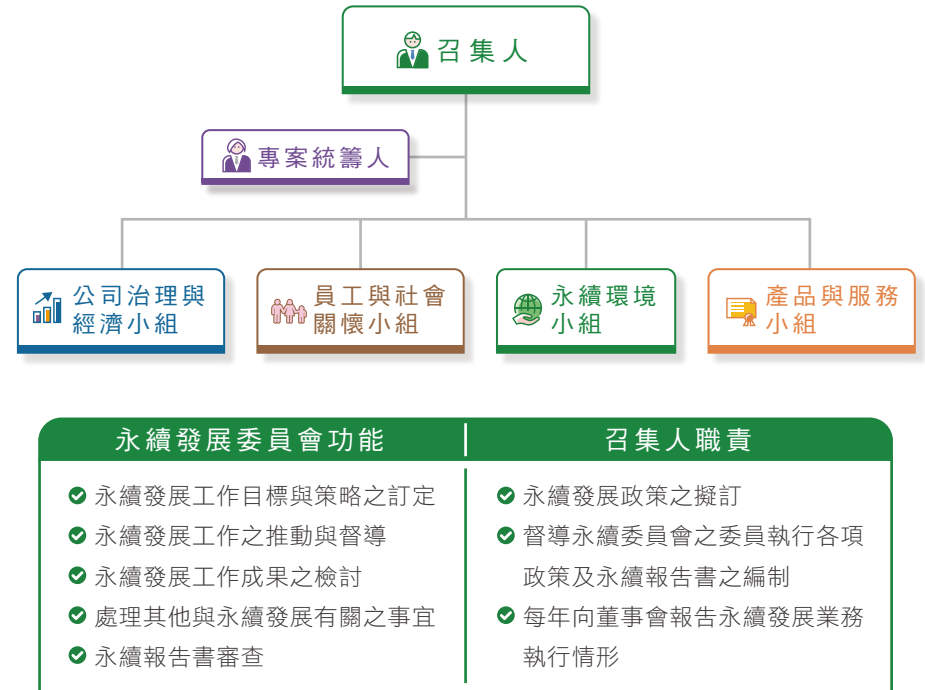 召集人
專案統籌人
公司治理與
經濟小組
員工與社會
關懷小組
永續環境
小組
產品與服務
小組
永續發展委員會功能
永續發展工作目標與策略之訂定
永續發展工作之推動與督導
永續發展工作成果之檢討
處理其他與永續發展有關之事宜
永續報告書審查
召集人職責
永續發展政策之擬訂
督導永續委員會之委員執行各項
政策及永續報告書之編制
每年向董事會報告永續發展業務
執行情形